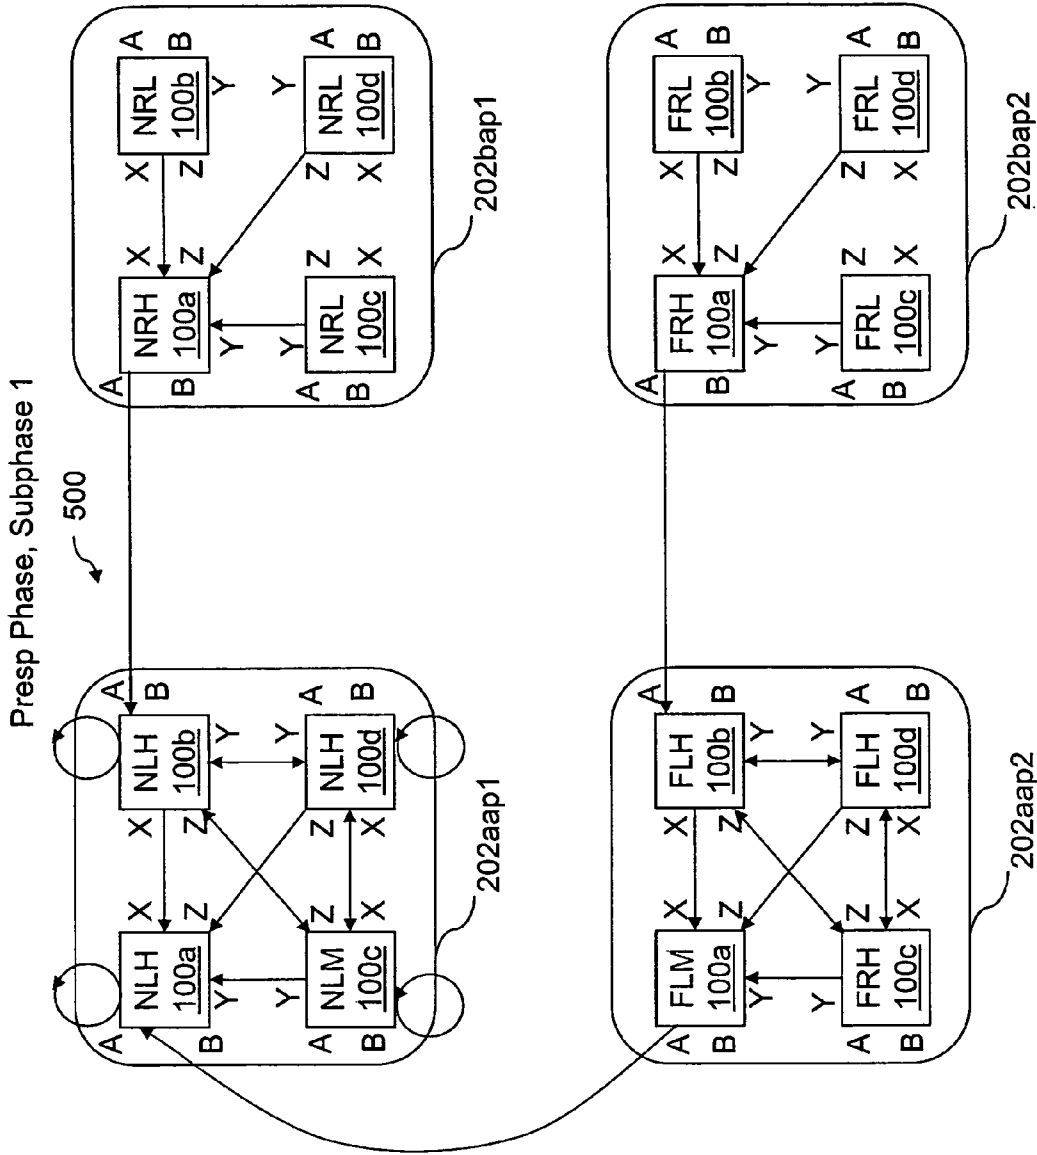 Presp Phase, Subphase 1
500
A NLH X X NLH A
B 100a Z Z 100b B
Y Y
Y Y
A NLM Z Z NLH A
B 100c X X 100d B
202aap1
A NRH X X NRL A
B 100a Z Z 100b B
Y Y
Y Y
A NRL Z Z NRL A
B 100c X X 100d B
202bap1
A FLM X X FLH A
B 100a Z Z 100b B
Y Y
Y Y
A FRH Z Z FLH A
B 100c X X 100d B
202aap2
A FRH X X FRL A
B 100a Z Z 100b B
Y Y
Y Y
A FRL Z Z FRL A
B 100c X X 100d B
202bap2